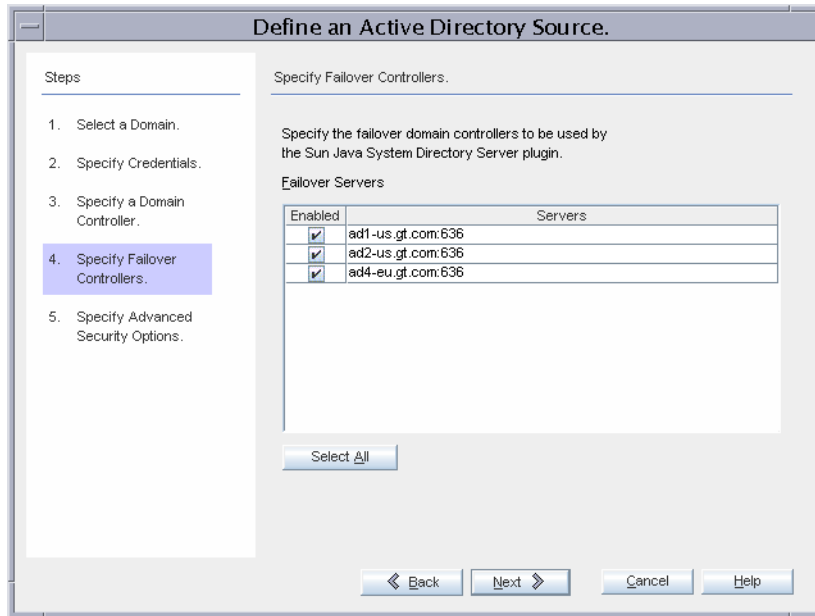 Define an Active Directory Source.
Steps
1. Select a Domain.
2. Specify Credentials.
3. Specify a Domain
Controller.
4. Specify Failover
Controllers.
5. Specify Advanced
Security Options.
Specify Failover Controllers.
Specify the failover domain controllers to be used by
the Sun Java System Directory Server plugin.
Failover Servers
Enabled Servers
ad1-us.gt.com:636
ad2-us.gt.com:636
ad4-eu.gt.com:636
Select All
Back Next Cancel Help